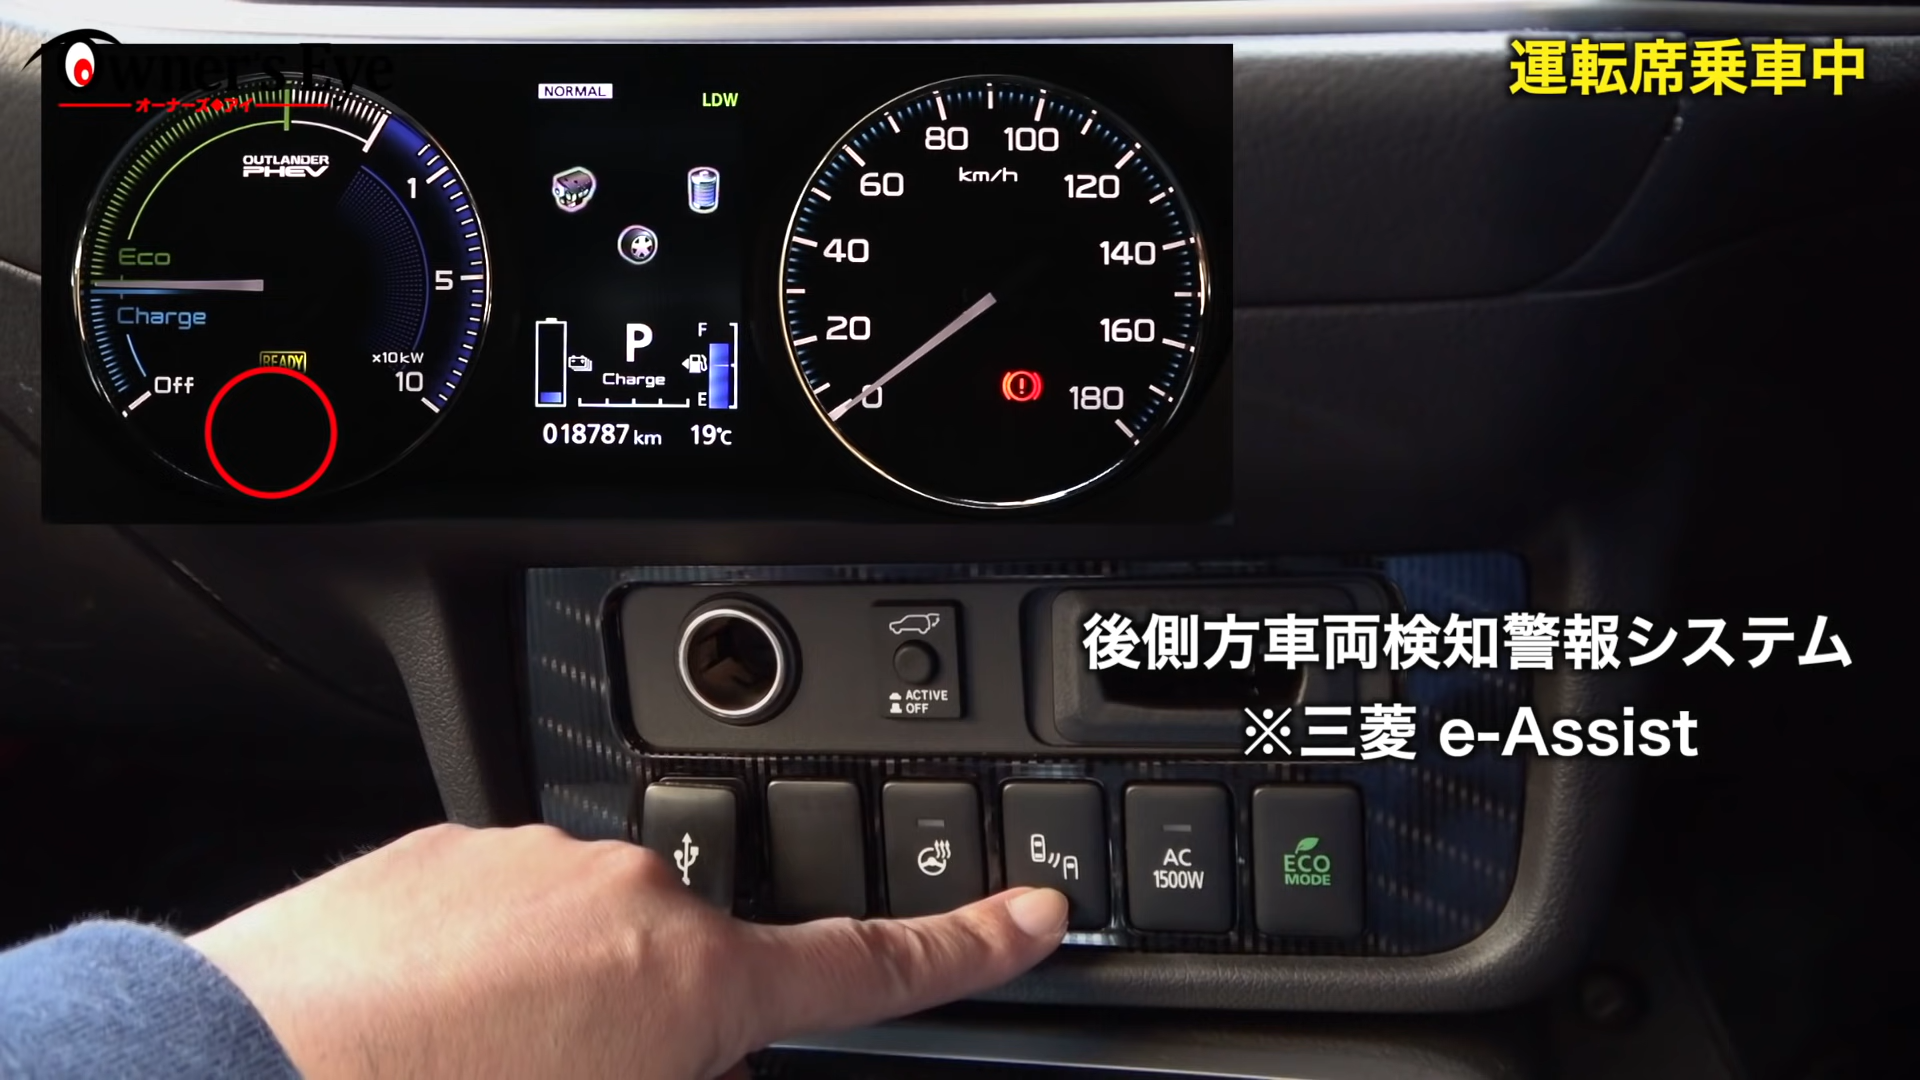 Owner's Eye
オーナーズ◆アイ
運転席乗車中
NORMAL
LDW
OUTLANDER
PHEV
Eco
Charge
Off
READY
1
5
×10kW
10
P
Charge
F
E
018787 km
19℃
0
20
40
60
80
100
120
140
160
180
km/h
後側方車両検知警報システム
※三菱 e-Assist
ACTIVE
OFF
AC
1500W
ECO
MODE